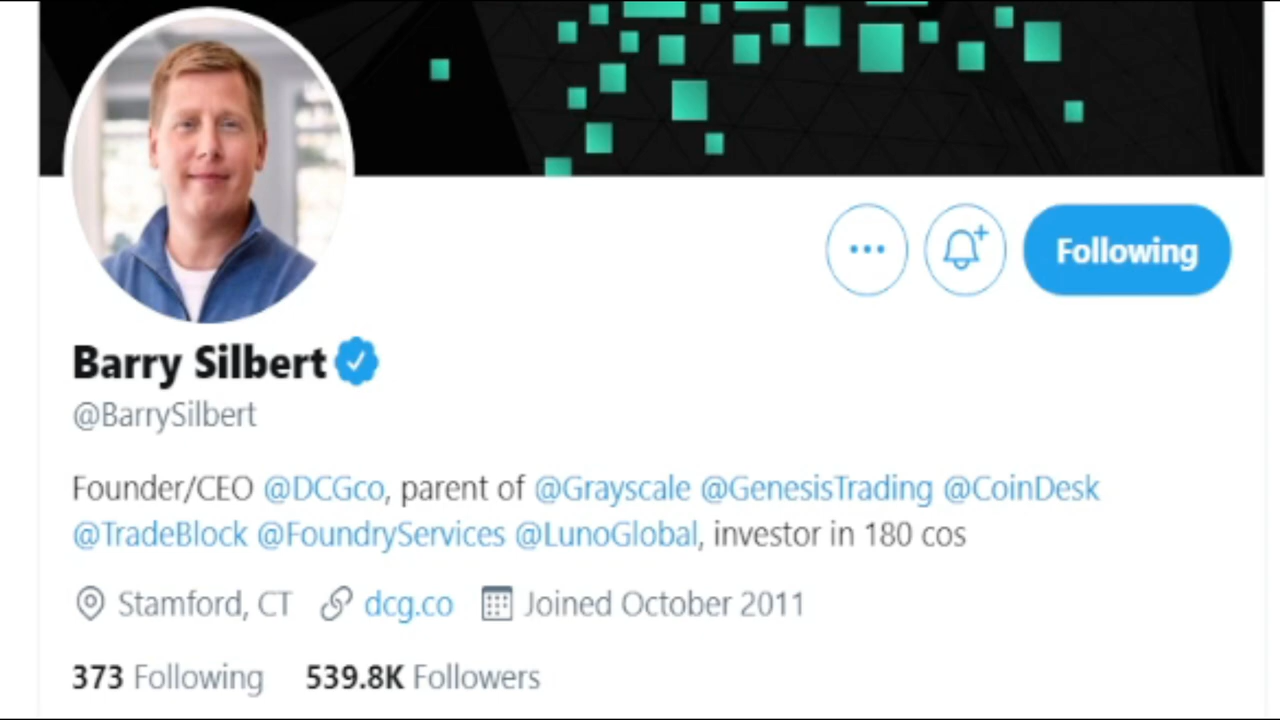 Following
Barry Silbert
@BarrySilbert
Founder/CEO @DCGco, parent of @Grayscale @GenesisTrading @CoinDesk
@TradeBlock @FoundryServices @LunoGlobal, investor in 180 cos
Stamford, CT dcg.co Joined October 2011
373 Following 539.8K Followers